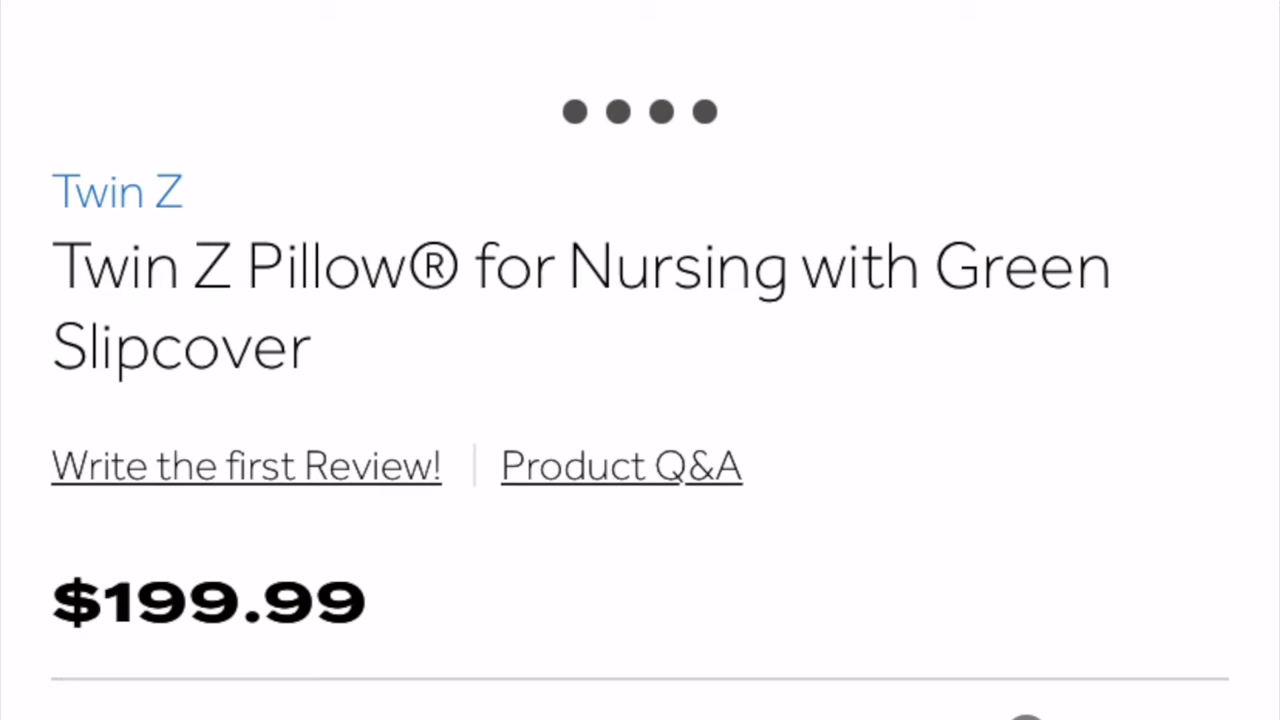 Twin Z
Twin Z Pillow® for Nursing with Green
Slipcover
Write the first Review! Product Q&A
$199.99